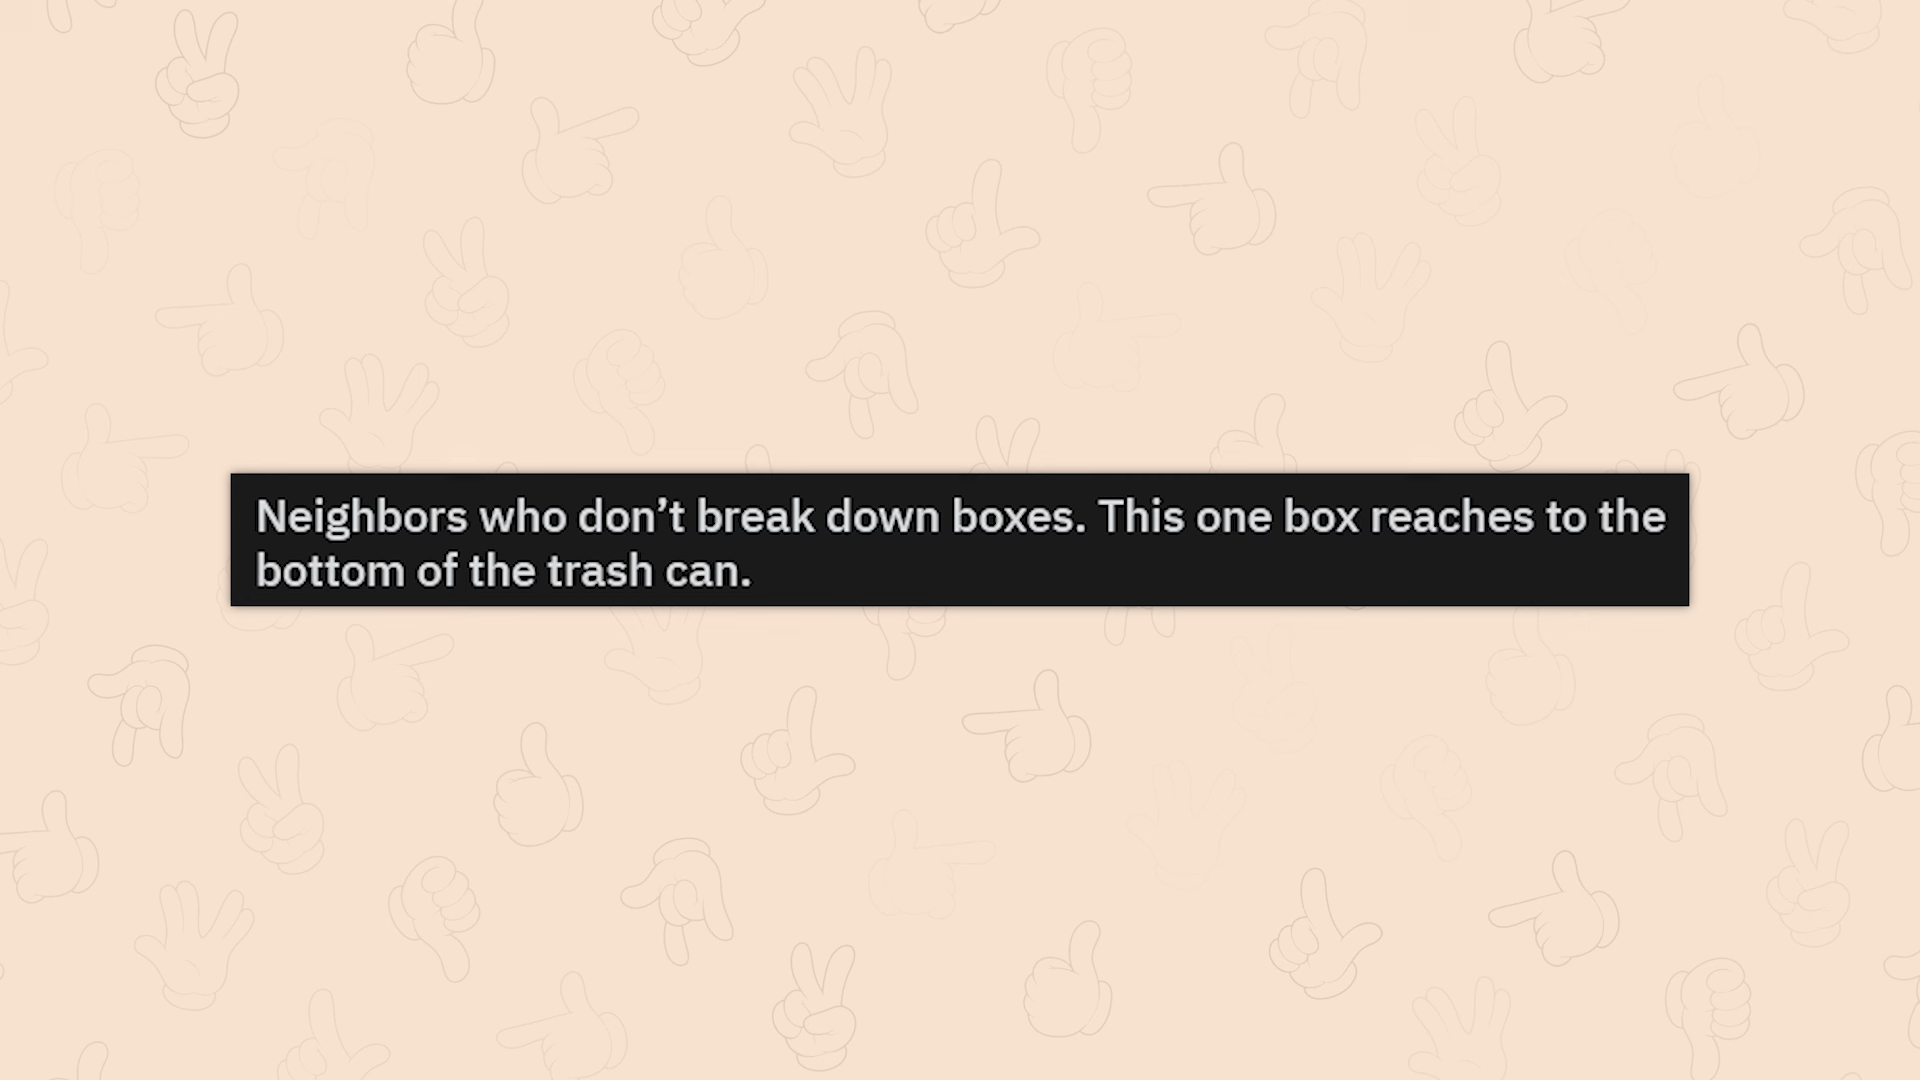 Neighbors who don’t break down boxes. This one box reaches to the
bottom of the trash can.